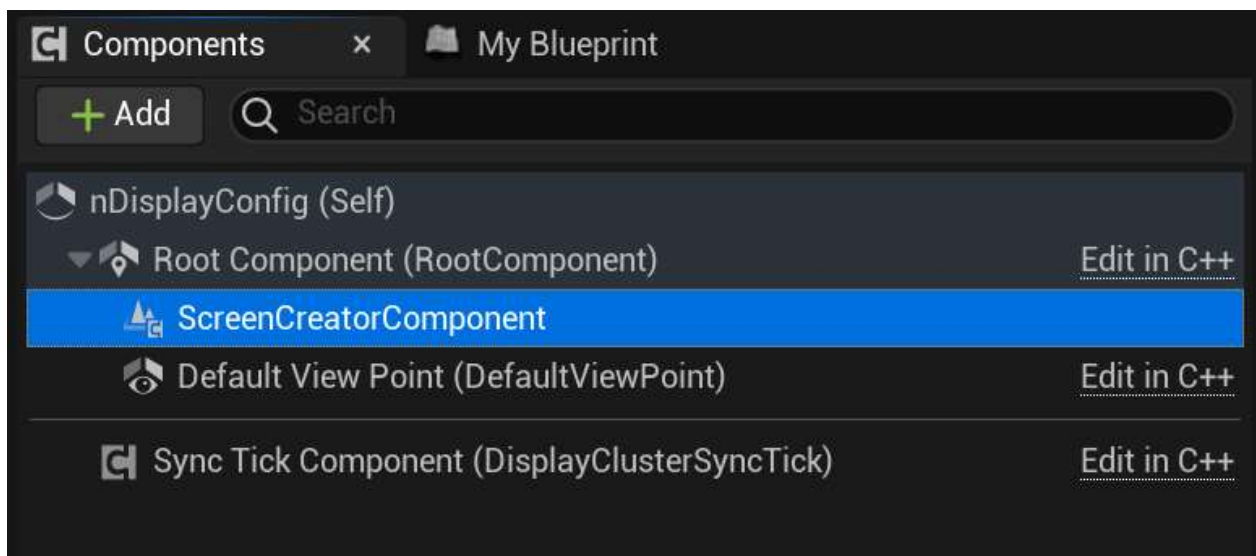 Components × My Blueprint
+ Add Search
nDisplayConfig (Self)
Root Component (RootComponent) Edit in C++
ScreenCreatorComponent
Default View Point (DefaultViewPoint) Edit in C++
Sync Tick Component (DisplayClusterSyncTick) Edit in C++